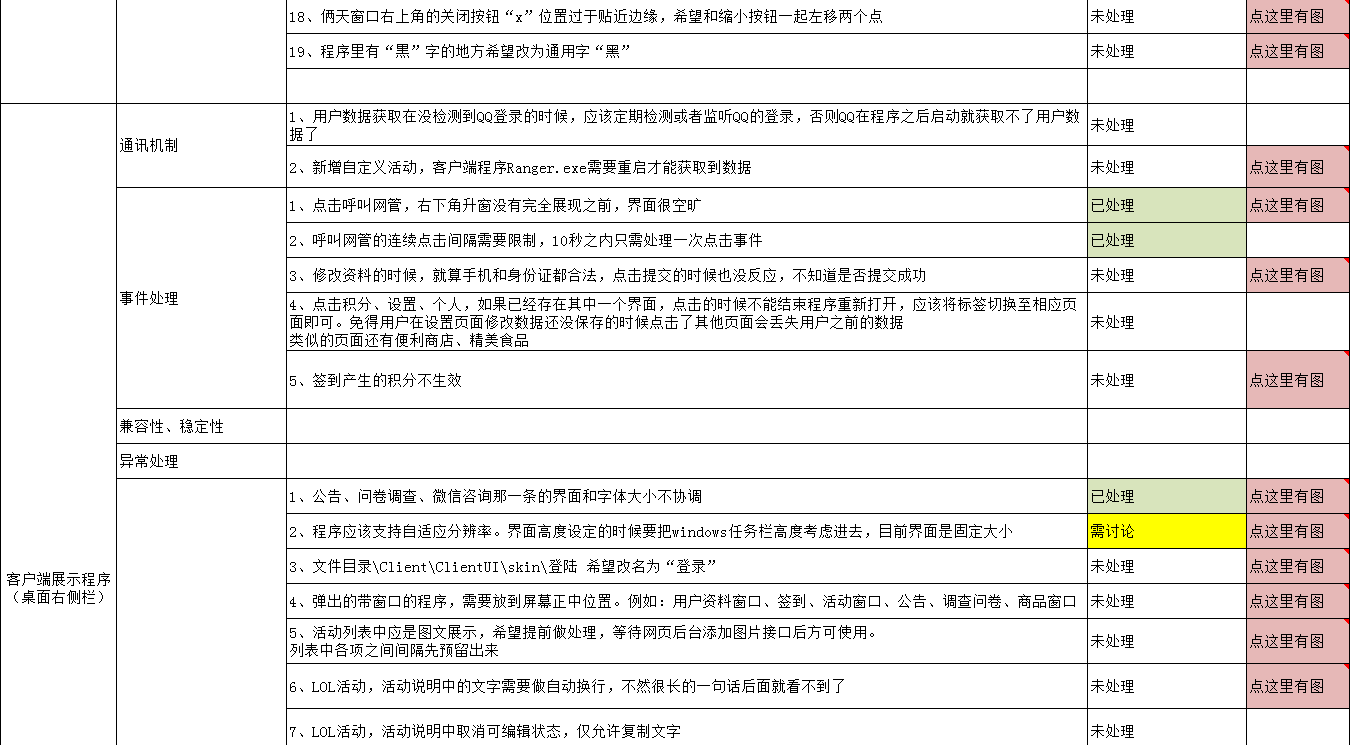 18、俩天窗口右上角的关闭按钮“x”位置过于贴近边缘，希望和缩小按钮一起左移两个点 未处理 点这里有图
19、程序里有“黒”字的地方希望改为通用字“黑” 未处理 点这里有图
通讯机制
1、用户数据获取在没检测到QQ登录的时候，应该定期检测或者监听QQ的登录，否则QQ在程序之后启动就获取不了用户数
据了
未处理
2、新增自定义活动，客户端程序Ranger.exe需要重启才能获取到数据 未处理 点这里有图
事件处理
1、点击呼叫网管，右下角升窗没有完全展现之前，界面很空旷 已处理 点这里有图
2、呼叫网管的连续点击间隔需要限制，10秒之内只需处理一次点击事件 已处理
3、修改资料的时候，就算手机和身份证都合法，点击提交的时候也没反应，不知道是否提交成功 未处理 点这里有图
4、点击积分、设置、个人，如果已经存在其中一个界面，点击的时候不能结束程序重新打开，应该将标签切换至相应页
面即可。免得用户在设置页面修改数据还没保存的时候点击了其他页面会丢失用户之前的数据
类似的页面还有便利商店、精美食品
未处理
5、签到产生的积分不生效 未处理 点这里有图
兼容性、稳定性
异常处理
客户端展示程序
（桌面右侧栏）
1、公告、问卷调查、微信咨询那一条的界面和字体大小不协调 已处理 点这里有图
2、程序应该支持自适应分辨率。界面高度设定的时候要把windows任务栏高度考虑进去，目前界面是固定大小 需讨论 点这里有图
3、文件目录\Client\ClientUI\skin\登陆 希望改名为“登录” 未处理 点这里有图
4、弹出的带窗口的程序，需要放到屏幕正中位置。例如：用户资料窗口、签到、活动窗口、公告、调查问卷、商品窗口 未处理 点这里有图
5、活动列表中应是图文展示，希望提前做处理，等待网页后台添加图片接口后方可使用。
列表中各项之间间隔先预留出来
未处理 点这里有图
6、LOL活动，活动说明中的文字需要做自动换行，不然很长的一句话后面就看不到了 未处理 点这里有图
7、LOL活动，活动说明中取消可编辑状态，仅允许复制文字 未处理